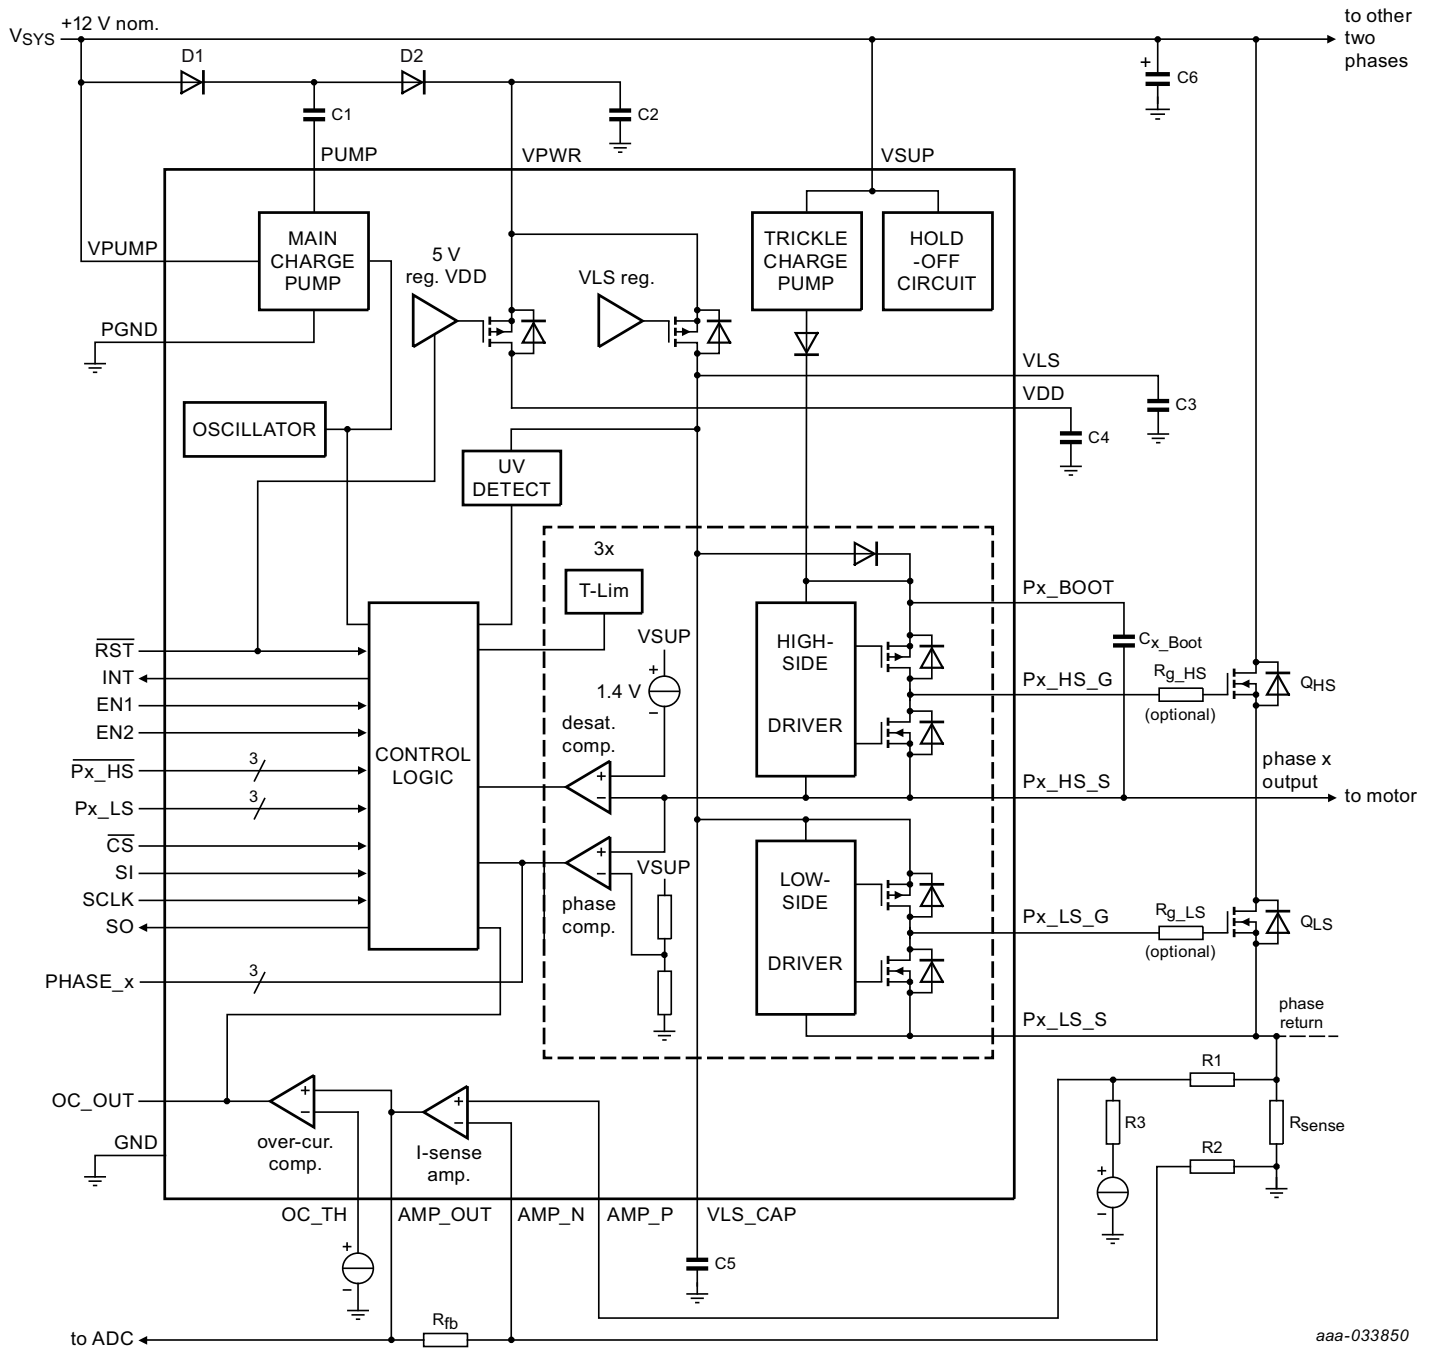 +12 V nom.
VSYS
to other
two
phases
D1
D2
C1
C2
+
C6
PUMP
VPWR
VSUP
MAIN
CHARGE
PUMP
VPUMP
5 V
reg. VDD
VLS reg.
TRICKLE
CHARGE
PUMP
HOLD
-OFF
CIRCUIT
PGND
VLS
VDD
C3
C4
OSCILLATOR
UV
DETECT
3x
T-Lim
VSUP
+
1.4 V
−
desat.
comp.
+
−
HIGH-
SIDE
DRIVER
Px_BOOT
Cx_Boot
Px_HS_G
Rg_HS
(optional)
QHS
RST
INT
EN1
EN2
Px_HS
3
Px_LS
3
CS
SI
SCLK
SO
CONTROL
LOGIC
phase x
output
Px_HS_S
to motor
+
−
VSUP
phase
comp.
LOW-
SIDE
DRIVER
Px_LS_G
Rg_LS
(optional)
QLS
PHASE_x
3
Px_LS_S
phase
return
R1
R3
Rsense
R2
+
−
OC_OUT
+
−
over-cur.
comp.
+
−
I-sense
amp.
GND
OC_TH
AMP_OUT
AMP_N
AMP_P
VLS_CAP
+
−
C5
Rfb
to ADC
aaa-033850